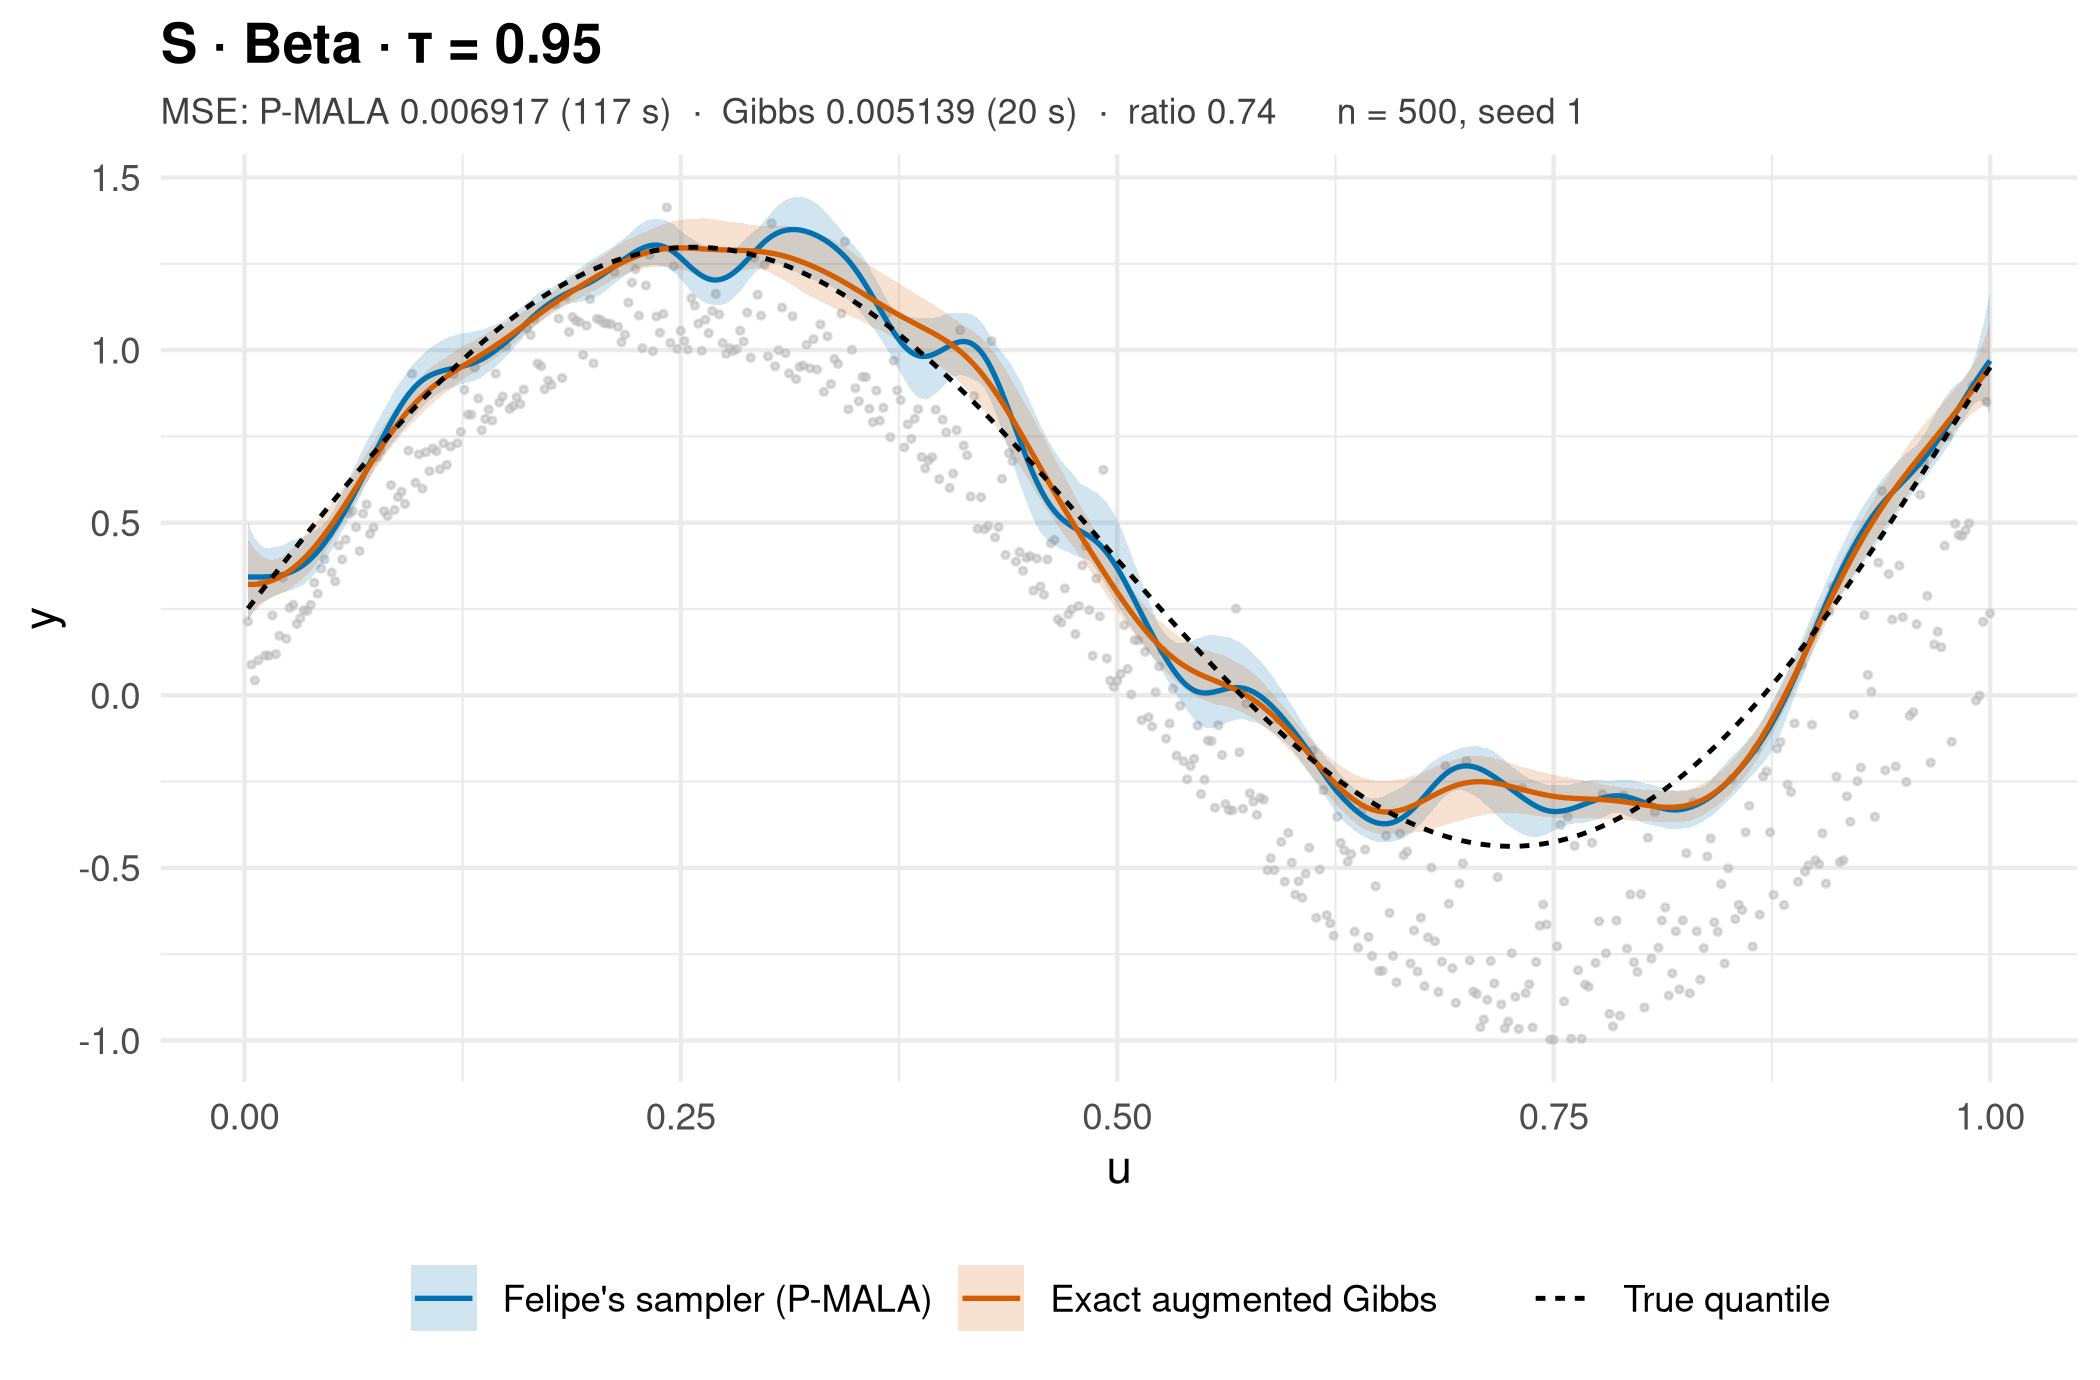 S · Beta · τ = 0.95
MSE: P-MALA 0.006917 (117 s) · Gibbs 0.005139 (20 s) · ratio 0.74 n = 500, seed 1
1.5
1.0
0.5
0.0
-0.5
-1.0
y
0.00 0.25 0.50 0.75 1.00
u
Felipe's sampler (P-MALA) Exact augmented Gibbs True quantile